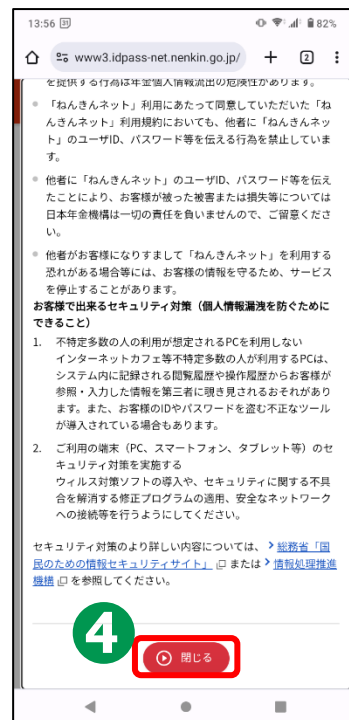 13:56 31 82%
www3.idpass-net.nenkin.go.jp/ 2
を提供する行為は年金個人情報流出の危険性があります。
「ねんきんネット」利用にあたって同意していただいた「ね
んきんネット」利用規約においても、他者に「ねんきんネッ
ト」のユーザID、パスワード等を伝える行為を禁止していま
す。
他者に「ねんきんネット」のユーザID、パスワード等を伝え
たことにより、お客様が被った被害または損失等については
日本年金機構は一切の責任を負いませんので、ご留意くださ
い。
他者がお客様になりすまして「ねんきんネット」を利用する
恐れがある場合等には、お客様の情報を守るため、サービス
を停止することがあります。
お客様で出来るセキュリティ対策（個人情報漏洩を防ぐために
できること）
1. 不特定多数の人の利用が想定されるPCを利用しない
インターネットカフェ等不特定多数の人が利用するPCは、
システム内に記録される閲覧履歴や操作履歴からお客様が
参照・入力した情報を第三者に覗き見されるおそれがあり
ます。また、お客様のIDやパスワードを盗む不正なツール
が導入されている場合もあります。
2. ご利用の端末（PC、スマートフォン、タブレット等）のセ
キュリティ対策を実施する
ウィルス対策ソフトの導入や、セキュリティに関する不具
合を解消する修正プログラムの適用、安全なネットワーク
への接続等を行うようにしてください。
セキュリティ対策のより詳しい内容については、 総務省「国
民のための情報セキュリティサイト」 または 情報処理推進
機構 を参照してください。
4
閉じる